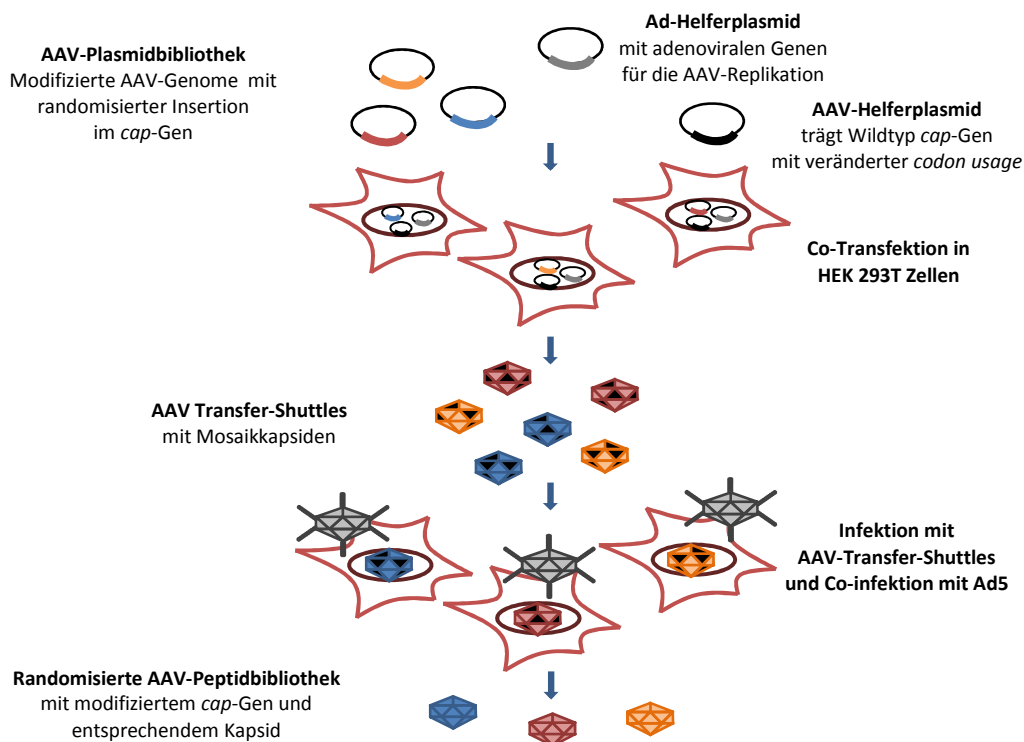 AAV-Plasmidbibliothek
Modifizierte AAV-Genome mit
randomisierter Insertion
im cap-Gen
Ad-Helferplasmid
mit adenoviralen Genen
für die AAV-Replikation
AAV-Helferplasmid
trägt Wildtyp cap-Gen
mit veränderter codon usage
Co-Transfektion in
HEK 293T Zellen
AAV Transfer-Shuttles
mit Mosaikkapsiden
Infektion mit
AAV-Transfer-Shuttles
und Co-infektion mit Ad5
Randomisierte AAV-Peptidbibliothek
mit modifiziertem cap-Gen und
entsprechendem Kapsid